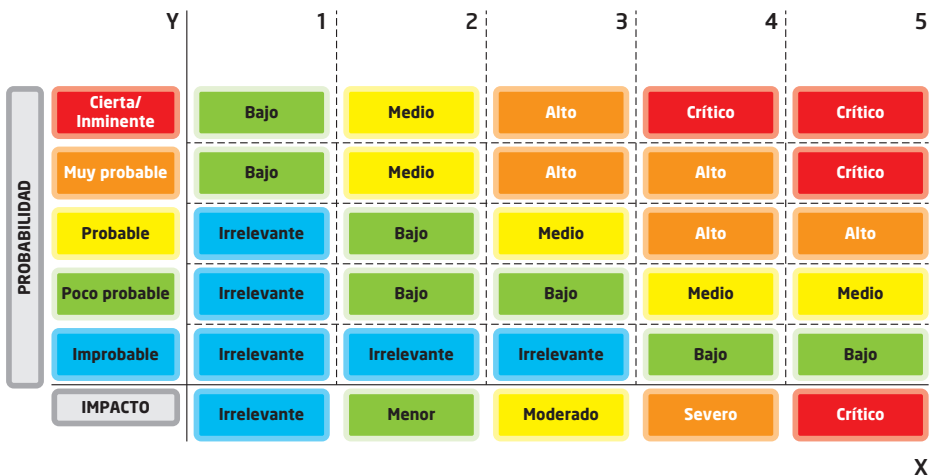 Y 1 2 3 4 5
PROBABILIDAD
Cierta/
Inminente Bajo Medio Alto Crítico Crítico
Muy probable Bajo Medio Alto Alto Crítico
Probable Irrelevante Bajo Medio Alto Alto
Poco probable Irrelevante Bajo Bajo Medio Medio
Improbable Irrelevante Irrelevante Irrelevante Bajo Bajo
IMPACTO Irrelevante Menor Moderado Severo Crítico
X